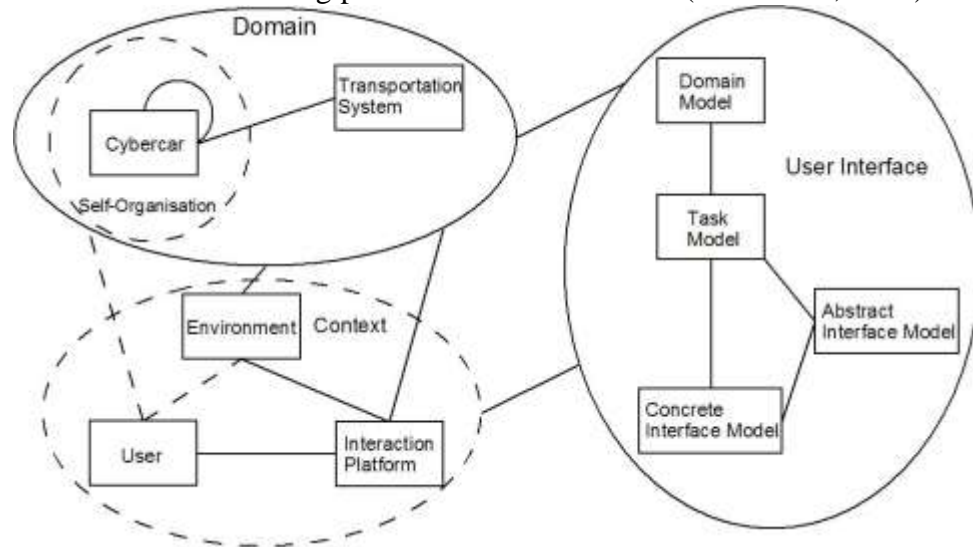 Domain
Transportation
System
Cybercar
Self-Organisation
Environment
Context
User
Interaction
Platform
Domain
Model
User Interface
Task
Model
Abstract
Interface Model
Concrete
Interface Model